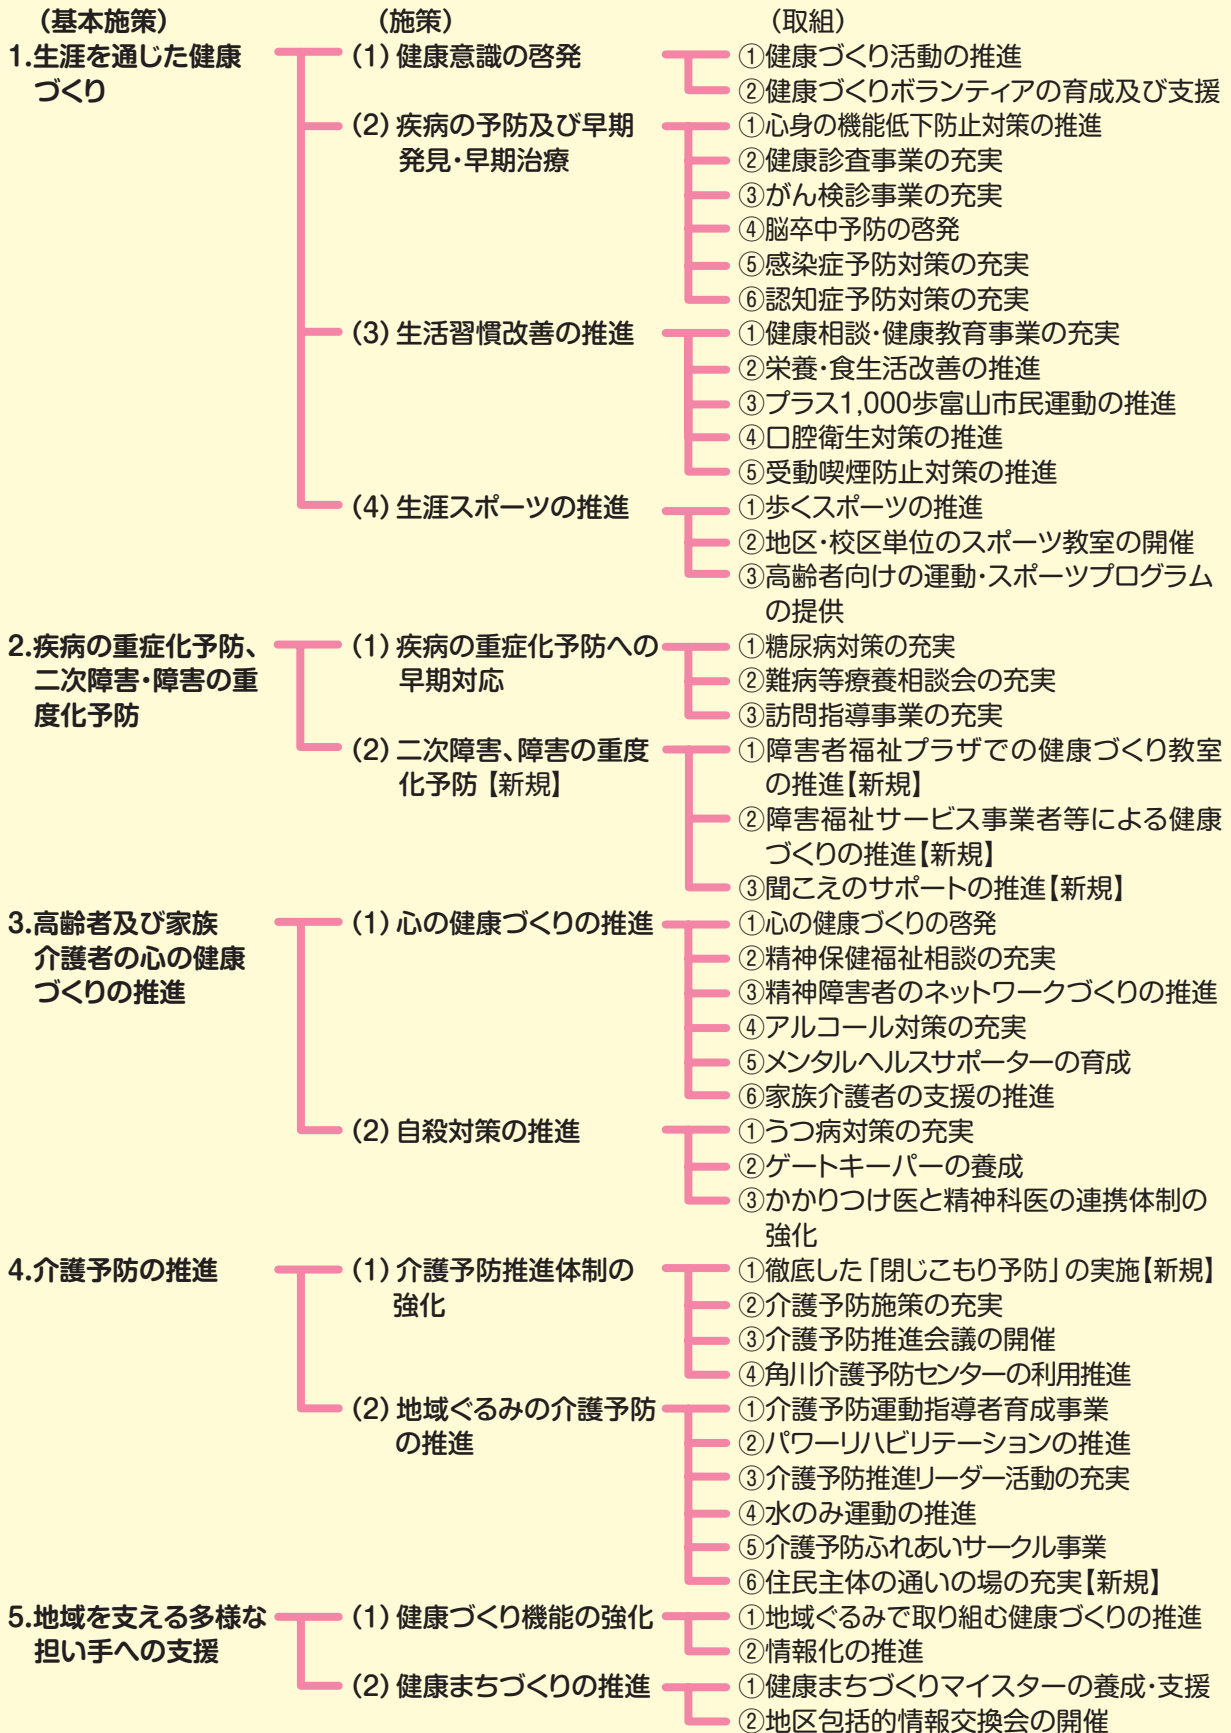 （基本施策）　（施策）　（取組）
1.生涯を通じた健康
づくり
（1）健康意識の啓発
①健康づくり活動の推進
②健康づくりボランティアの育成及び支援
（2）疾病の予防及び早期
発見・早期治療
①心身の機能低下防止対策の推進
②健康診査事業の充実
③がん検診事業の充実
④脳卒中予防の啓発
⑤感染症予防対策の充実
⑥認知症予防対策の充実
（3）生活習慣改善の推進
①健康相談・健康教育事業の充実
②栄養・食生活改善の推進
③プラス1,000歩富山市民運動の推進
④口腔衛生対策の推進
⑤受動喫煙防止対策の推進
（4）生涯スポーツの推進
①歩くスポーツの推進
②地区・校区単位のスポーツ教室の開催
③高齢者向けの運動・スポーツプログラム
の提供
2.疾病の重症化予防、
二次障害・障害の重
度化予防
（1）疾病の重症化予防への
早期対応
①糖尿病対策の充実
②難病等療養相談会の充実
③訪問指導事業の充実
（2）二次障害、障害の重度
化予防【新規】
①障害者福祉プラザでの健康づくり教室
の推進【新規】
②障害福祉サービス事業者等による健康
づくりの推進【新規】
③聞こえのサポートの推進【新規】
3.高齢者及び家族
介護者の心の健康
づくりの推進
（1）心の健康づくりの推進
①心の健康づくりの啓発
②精神保健福祉相談の充実
③精神障害者のネットワークづくりの推進
④アルコール対策の充実
⑤メンタルヘルスサポーターの育成
⑥家族介護者の支援の推進
（2）自殺対策の推進
①うつ病対策の充実
②ゲートキーパーの養成
③かかりつけ医と精神科医の連携体制の
強化
4.介護予防の推進
（1）介護予防推進体制の
強化
①徹底した「閉じこもり予防」の実施【新規】
②介護予防施策の充実
③介護予防推進会議の開催
④角川介護予防センターの利用推進
（2）地域ぐるみの介護予防
の推進
①介護予防運動指導者育成事業
②パワーリハビリテーションの推進
③介護予防推進リーダー活動の充実
④水のみ運動の推進
⑤介護予防ふれあいサークル事業
⑥住民主体の通いの場の充実【新規】
5.地域を支える多様な
担い手への支援
（1）健康づくり機能の強化
①地域ぐるみで取り組む健康づくりの推進
②情報化の推進
（2）健康まちづくりの推進
①健康まちづくりマイスターの養成・支援
②地区包括的情報交換会の開催